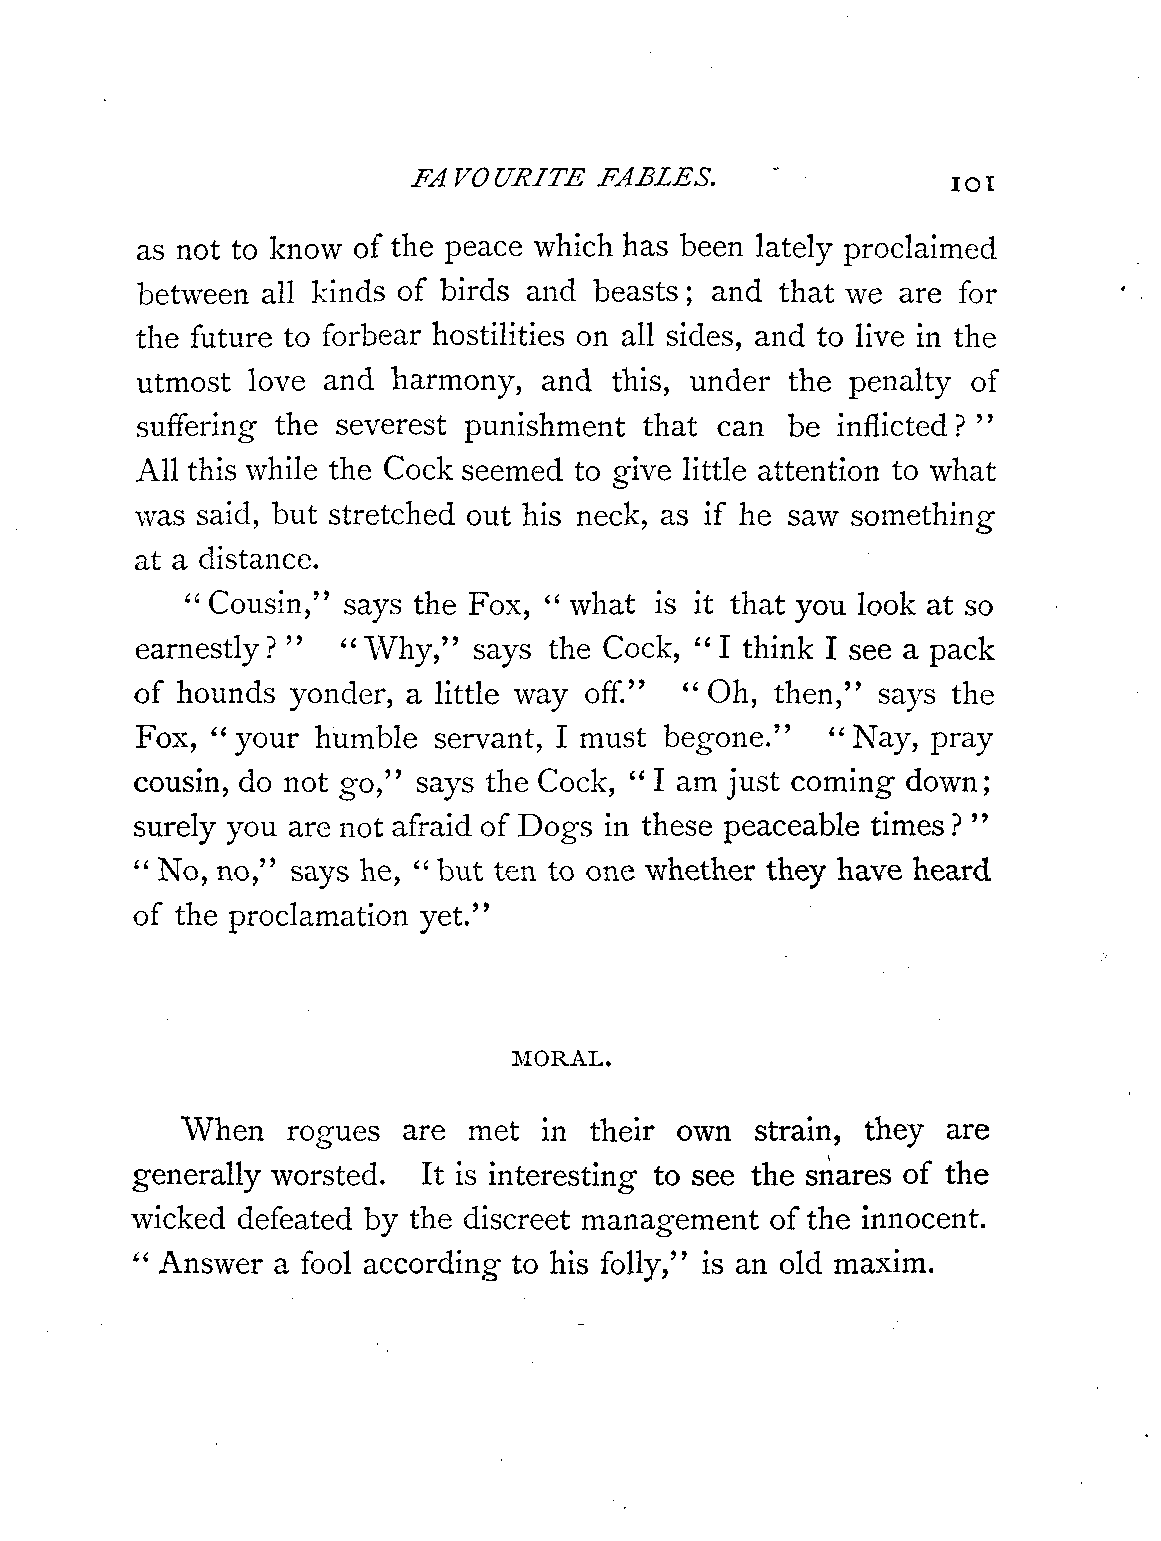 FAVOURITE FABLES. 101
as not to know of the peace which has been lately proclaimed
between all kinds of birds and beasts; and that we are for
the future to forbear hostilities on all sides, and to live in the
utmost love and harmony, and this, under the penalty of
suffering the severest punishment that can be inflicted?"
All this while the Cock seemed to give little attention to what
was said, but stretched out his neck, as if he saw something
at a distance.
"Cousin," says the Fox, "what is it that you look at so
earnestly?" "Why," says the Cock, "I think I see a pack
of hounds yonder, a little way off." "Oh, then," says the
Fox, "your humble servant, I must begone." "Nay, pray
cousin, do not go," says the Cock, "I am just coming down;
surely you are not afraid of Dogs in these peaceable times?"
"No, no," says he, "but ten to one whether they have heard
of the proclamation yet."
MORAL.
When rogues are met in their own strain, they are
generally worsted. It is interesting to see the snares of the
wicked defeated by the discreet management of the innocent.
"Answer a fool according to his folly," is an old maxim.